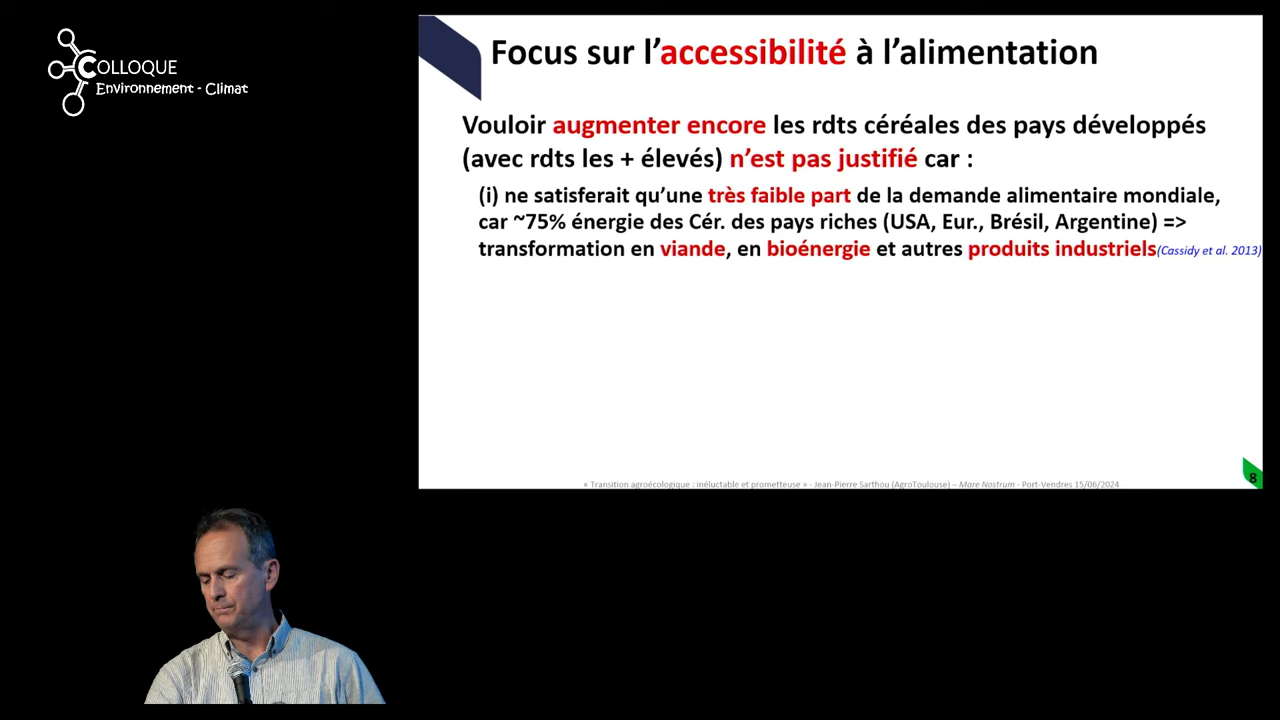 COLLOQUE
Environnement - Climat
Focus sur l’accessibilité à l’alimentation
Vouloir augmenter encore les rdts céréales des pays développés
(avec rdts les + élevés) n’est pas justifié car :
(i) ne satisferait qu’une très faible part de la demande alimentaire mondiale,
car ~75% énergie des Cér. des pays riches (USA, Eur., Brésil, Argentine) =>
transformation en viande, en bioénergie et autres produits industriels (Cassidy et al. 2013)
« Transition agroécologique : inéluctable et prometteuse » - Jean-Pierre Sarthou (AgroToulouse) – Mare Nostrum - Port-Vendres 15/06/2024
8